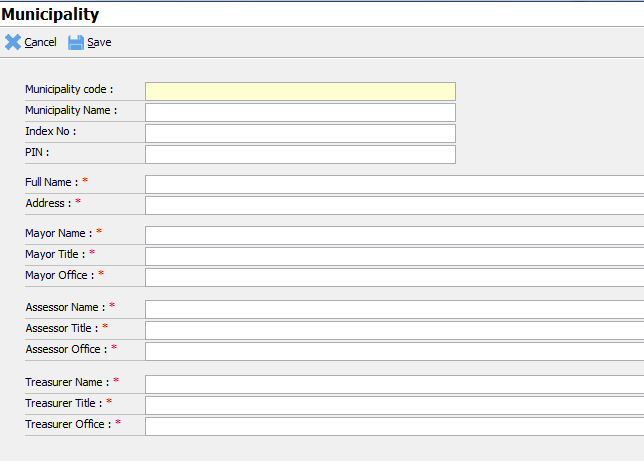 Municipality
Cancel Save
Municipality code :
Municipality Name :
Index No :
PIN :
Full Name : *
Address : *
Mayor Name : *
Mayor Title : *
Mayor Office : *
Assessor Name : *
Assessor Title : *
Assessor Office : *
Treasurer Name : *
Treasurer Title : *
Treasurer Office : *